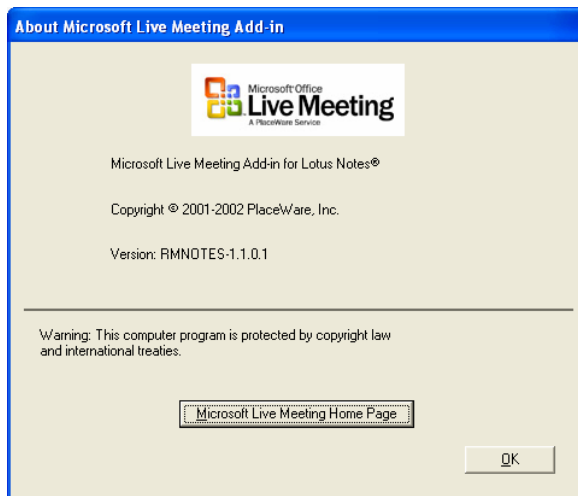 About Microsoft Live Meeting Add-in
Microsoft Office
Live Meeting
A PlaceWare Service
Microsoft Live Meeting Add-in for Lotus Notes®
Copyright © 2001-2002 PlaceWare, Inc.
Version: RMNOTES-1.1.0.1
Warning: This computer program is protected by copyright law
and international treaties.
Microsoft Live Meeting Home Page
OK